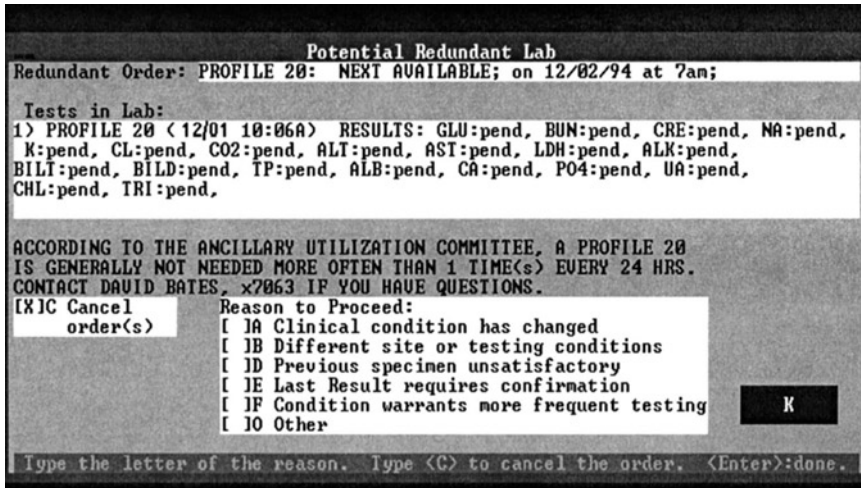 Potential Redundant Lab
Redundant Order: PROFILE 20:  NEXT AVAILABLE; on 12/02/94 at 7am;
Tests in Lab:
1) PROFILE 20 (12/01 10:06A)  RESULTS: GLU:pend, BUN:pend, CRE:pend, NA:pend,
K:pend, CL:pend, CO2:pend, ALT:pend, AST:pend, LDH:pend, ALK:pend,
BILT:pend, BILD:pend, TP:pend, ALB:pend, CA:pend, PO4:pend, UA:pend,
CHL:pend, TRI:pend,
ACCORDING TO THE ANCILLARY UTILIZATION COMMITTEE, A PROFILE 20
IS GENERALLY NOT NEEDED MORE OFTEN THAN 1 TIME(s) EVERY 24 HRS.
CONTACT DAVID BATES, x7063 IF YOU HAVE QUESTIONS.
[X]C Cancel
order(s)
Reason to Proceed:
[ ]A Clinical condition has changed
[ ]B Different site or testing conditions
[ ]D Previous specimen unsatisfactory
[ ]E Last Result requires confirmation
[ ]F Condition warrants more frequent testing
[ ]O Other
K
Type the letter of the reason.  Type <C> to cancel the order.  <Enter>:done.